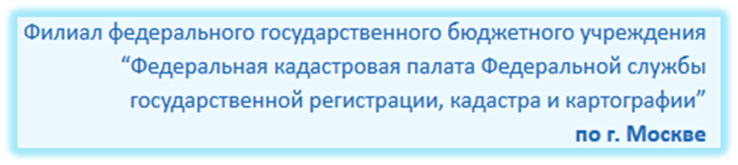 Филиал федерального государственного бюджетного учреждения
“Федеральная кадастровая палата Федеральной службы
государственной регистрации, кадастра и картографии”
по г. Москве